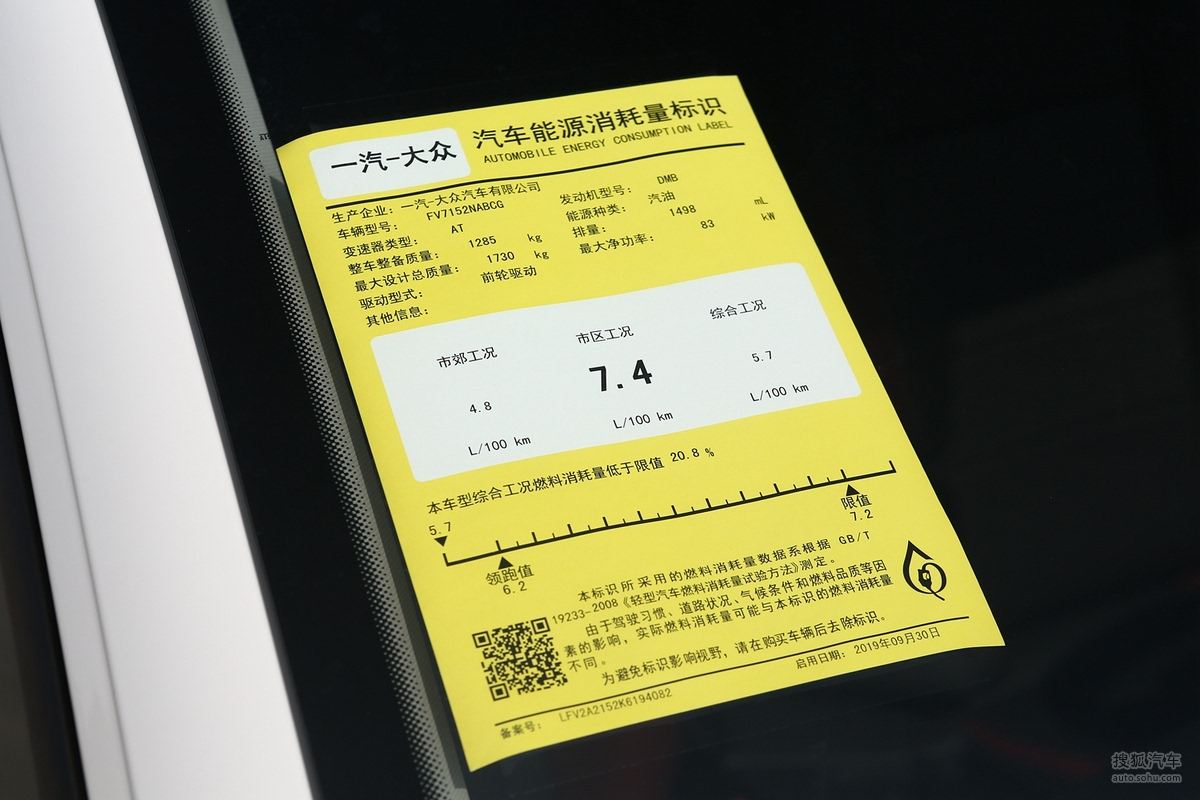 一汽-大众
汽车能源消耗量标识
AUTOMOBILE ENERGY CONSUMPTION LABEL
生产企业：一汽-大众汽车有限公司
车辆型号： FV7152NABCG
变速器类型： AT
整车整备质量： 1285 kg
最大设计总质量： 1730 kg
驱动型式： 前轮驱动
其他信息：
发动机型号： DMB
能源种类： 汽油
排量： 1498 mL
最大净功率： 83 kW
市郊工况
4.8
L/100 km
市区工况
7.4
L/100 km
综合工况
5.7
L/100 km
本车型综合工况燃料消耗量低于限值 20.8 %
5.7
领跑值
6.2
限值
7.2
本标识所采用的燃料消耗量数据系根据 GB/T
19233-2008《轻型汽车燃料消耗量试验方法》测定。
由于驾驶习惯、道路状况、气候条件和燃料品质等因
素的影响，实际燃料消耗量可能与本标识的燃料消耗量
不同。
为避免标识影响视野，请在购买车辆后去除标识。
备案号： LFV2A2152K6194082
启用日期：2019年09月30日
搜狐汽车
auto.sohu.com